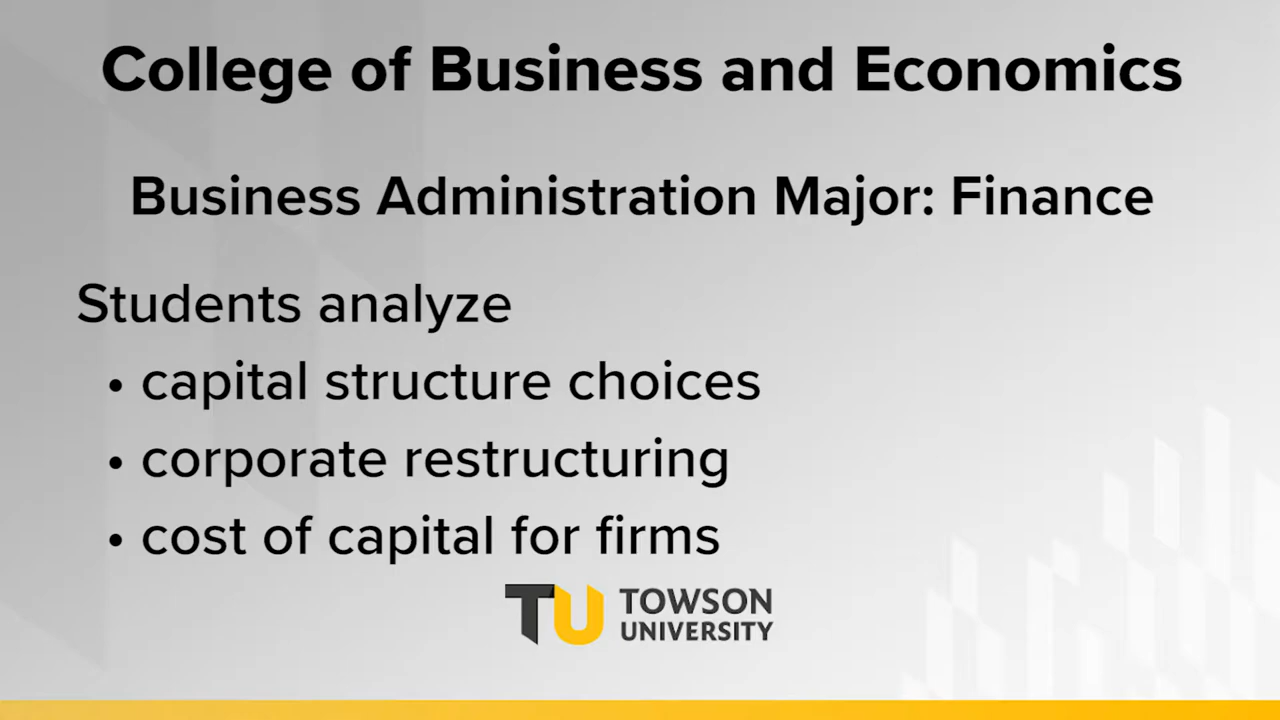 College of Business and Economics
Business Administration Major: Finance
Students analyze
• capital structure choices
• corporate restructuring
• cost of capital for firms
TU TOWSON
UNIVERSITY